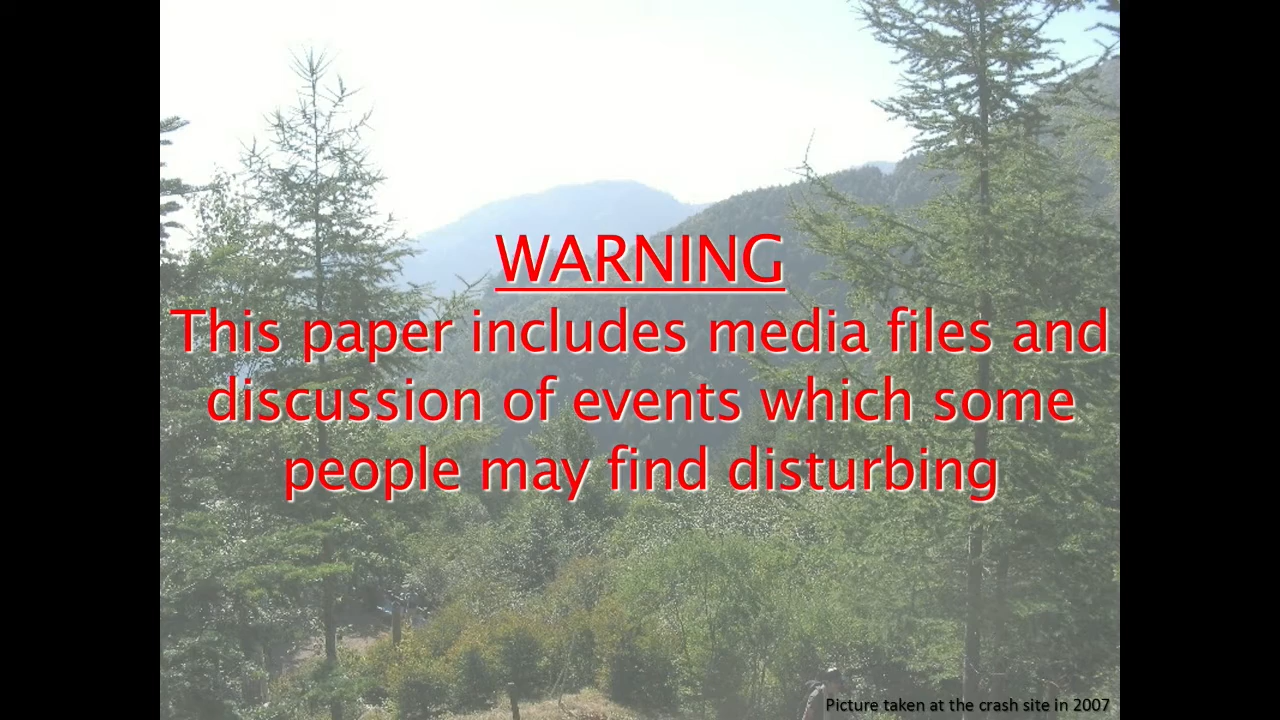 WARNING
This paper includes media files and
discussion of events which some
people may find disturbing
Picture taken at the crash site in 2007